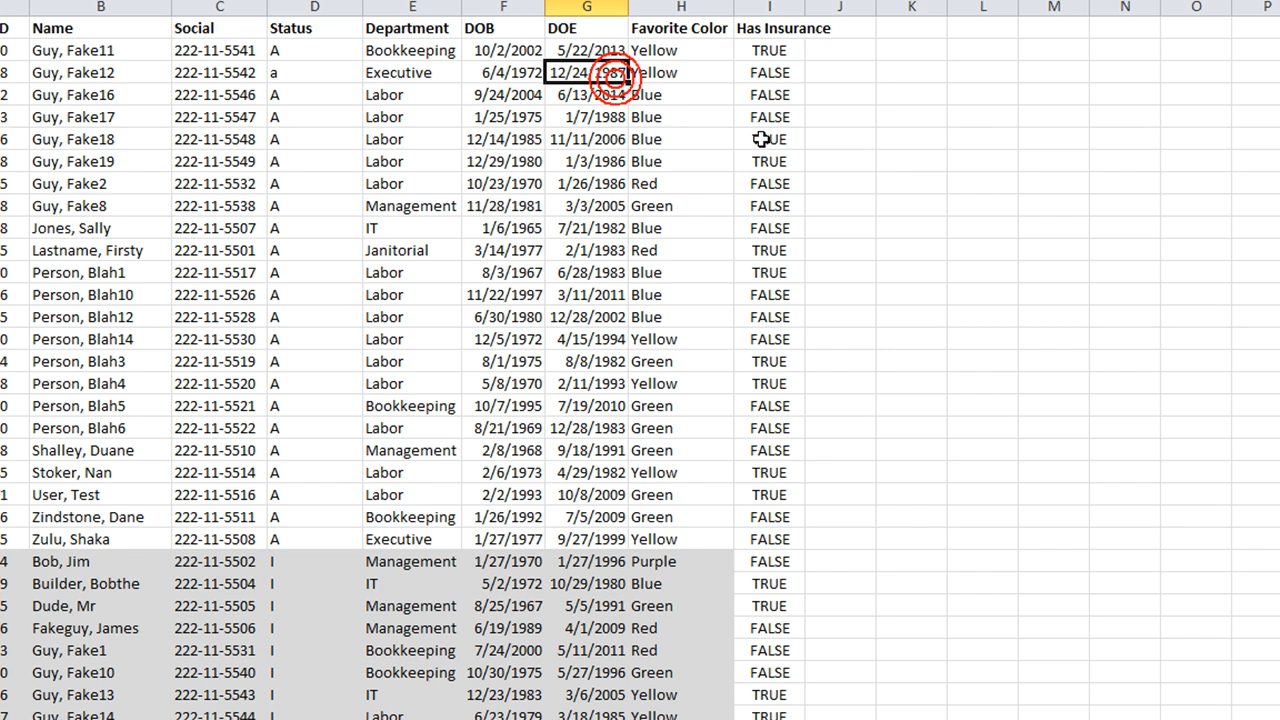 B C D E F G H I J K L M N O P
D Name Social Status Department DOB DOE Favorite Color Has Insurance
0 Guy, Fake11 222-11-5541 A Bookkeeping 10/2/2002 5/22/2013 Yellow TRUE
8 Guy, Fake12 222-11-5542 a Executive 6/4/1972 12/24/1987 Yellow FALSE
2 Guy, Fake16 222-11-5546 A Labor 9/24/2004 6/13/2014 Blue FALSE
3 Guy, Fake17 222-11-5547 A Labor 1/25/1975 1/7/1988 Blue FALSE
6 Guy, Fake18 222-11-5548 A Labor 12/14/1985 11/11/2006 Blue TRUE
8 Guy, Fake19 222-11-5549 A Labor 12/29/1980 1/3/1986 Blue TRUE
5 Guy, Fake2 222-11-5532 A Labor 10/23/1970 1/26/1986 Red FALSE
8 Guy, Fake8 222-11-5538 A Management 11/28/1981 3/3/2005 Green FALSE
8 Jones, Sally 222-11-5507 A IT 1/6/1965 7/21/1982 Blue FALSE
5 Lastname, Firsty 222-11-5501 A Janitorial 3/14/1977 2/1/1983 Red TRUE
0 Person, Blah1 222-11-5517 A Labor 8/3/1967 6/28/1983 Blue TRUE
6 Person, Blah10 222-11-5526 A Labor 11/22/1997 3/11/2011 Blue FALSE
5 Person, Blah12 222-11-5528 A Labor 6/30/1980 12/28/2002 Blue FALSE
0 Person, Blah14 222-11-5530 A Labor 12/5/1972 4/15/1994 Yellow FALSE
4 Person, Blah3 222-11-5519 A Labor 8/1/1975 8/8/1982 Green TRUE
8 Person, Blah4 222-11-5520 A Labor 5/8/1970 2/11/1993 Yellow TRUE
0 Person, Blah5 222-11-5521 A Bookkeeping 10/7/1995 7/19/2010 Green FALSE
0 Person, Blah6 222-11-5522 A Labor 8/21/1969 12/28/1983 Green FALSE
8 Shalley, Duane 222-11-5510 A Management 2/8/1968 9/18/1991 Green FALSE
5 Stoker, Nan 222-11-5514 A Labor 2/6/1973 4/29/1982 Yellow TRUE
1 User, Test 222-11-5516 A Labor 2/2/1993 10/8/2009 Green TRUE
6 Zindstone, Dane 222-11-5511 A Bookkeeping 1/26/1992 7/5/2009 Green FALSE
5 Zulu, Shaka 222-11-5508 A Executive 1/27/1977 9/27/1999 Yellow FALSE
4 Bob, Jim 222-11-5502 I Management 1/27/1970 1/27/1996 Purple FALSE
9 Builder, Bobthe 222-11-5504 I IT 5/2/1972 10/29/1980 Blue TRUE
5 Dude, Mr 222-11-5505 I Management 8/25/1967 5/5/1991 Green TRUE
6 Fakeguy, James 222-11-5506 I Management 6/19/1989 4/1/2009 Red FALSE
3 Guy, Fake1 222-11-5531 I Bookkeeping 7/24/2000 5/11/2011 Red FALSE
0 Guy, Fake10 222-11-5540 I Bookkeeping 10/30/1975 5/27/1996 Green FALSE
6 Guy, Fake13 222-11-5543 I IT 12/23/1983 3/6/2005 Yellow TRUE
7 Guy, Fake14 222-11-5544 I Labor 6/23/1979 3/18/1985 Yellow TRUE